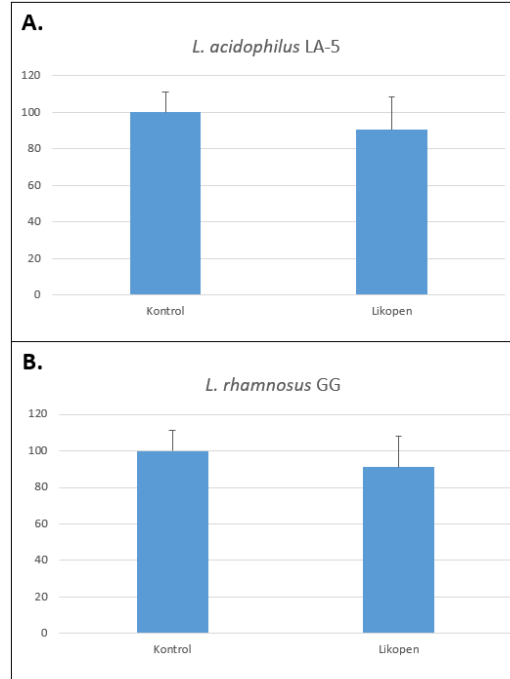 A.
L. acidophilus LA-5
120
100
80
60
40
20
0
Kontrol
Likopen
B.
L. rhamnosus GG
120
100
80
60
40
20
0
Kontrol
Likopen